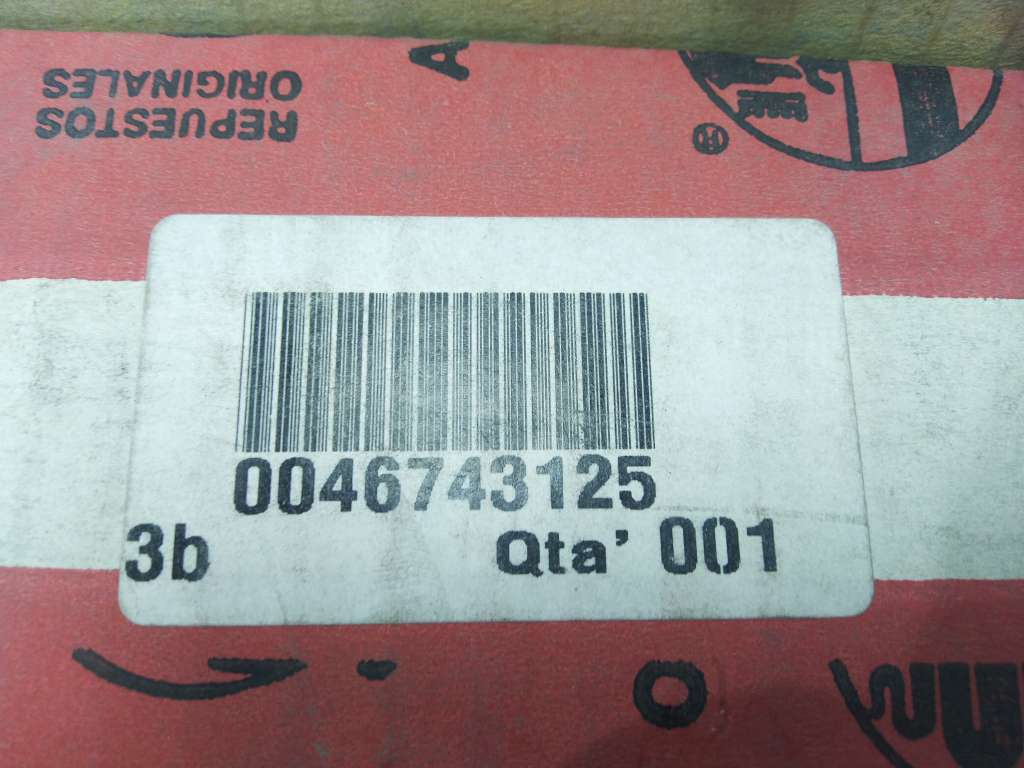 REPUESTOS
ORIGINALES
A
0046743125
3b
Qta' 001